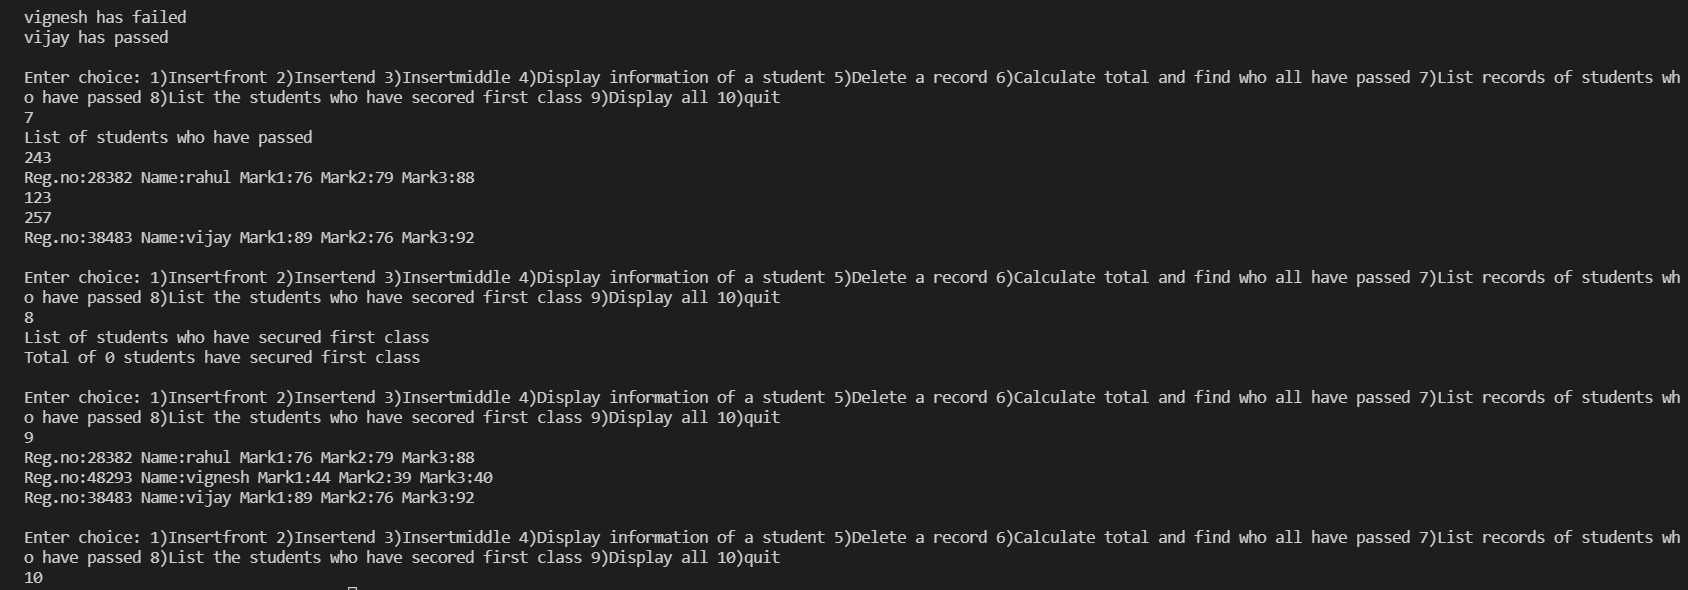 vignesh has failed
vijay has passed
Enter choice: 1)Insertfront 2)Insertend 3)Insertmiddle 4)Display information of a student 5)Delete a record 6)Calculate total and find who all have passed 7)List records of students wh
o have passed 8)List the students who have secored first class 9)Display all 10)quit
7
List of students who have passed
243
Reg.no:28382 Name:rahul Mark1:76 Mark2:79 Mark3:88
123
257
Reg.no:38483 Name:vijay Mark1:89 Mark2:76 Mark3:92
Enter choice: 1)Insertfront 2)Insertend 3)Insertmiddle 4)Display information of a student 5)Delete a record 6)Calculate total and find who all have passed 7)List records of students wh
o have passed 8)List the students who have secored first class 9)Display all 10)quit
8
List of students who have secured first class
Total of 0 students have secured first class
Enter choice: 1)Insertfront 2)Insertend 3)Insertmiddle 4)Display information of a student 5)Delete a record 6)Calculate total and find who all have passed 7)List records of students wh
o have passed 8)List the students who have secored first class 9)Display all 10)quit
9
Reg.no:28382 Name:rahul Mark1:76 Mark2:79 Mark3:88
Reg.no:48293 Name:vignesh Mark1:44 Mark2:39 Mark3:40
Reg.no:38483 Name:vijay Mark1:89 Mark2:76 Mark3:92
Enter choice: 1)Insertfront 2)Insertend 3)Insertmiddle 4)Display information of a student 5)Delete a record 6)Calculate total and find who all have passed 7)List records of students wh
o have passed 8)List the students who have secored first class 9)Display all 10)quit
10